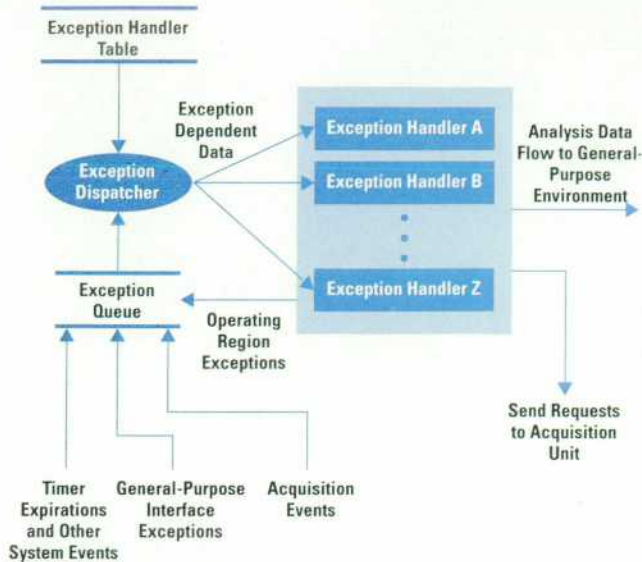 Exception Handler
Table
Exception
Dependent
Data
Exception Handler A
Exception Handler B
Exception Handler Z
Analysis Data
Flow to General-
Purpose
Environment
Exception
Dispatcher
Exception
Queue
Operating
Region
Exceptions
Send Requests
to Acquisition
Unit
Timer
Expirations
and Other
System Events
General-Purpose
Interface
Exceptions
Acquisition
Events